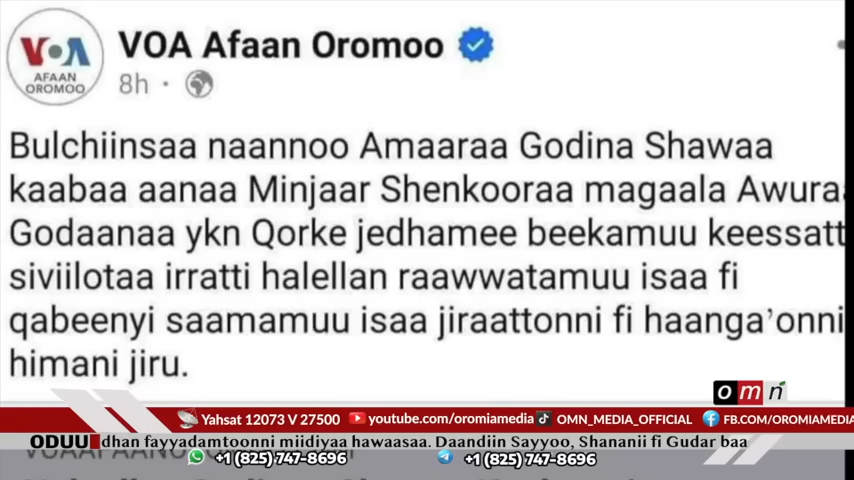 VOA Afaan Oromoo
VOA
AFAAN
OROMOO
8h ·
Bulchiinsaa naannoo Amaaraa Godina Shawaa
kaabaa aanaa Minjaar Shenkooraa magaala Awuraa
Godaanaa ykn Qorke jedhamee beekamuu keessatt
siviilotaa irratti halellan raawwatamuu isaa fi
qabeenyi saamamuu isaa jiraattonni fi haanga’onni
himani jiru.
omn
Yahsat 12073 V 27500 youtube.com/oromiamedia OMN_MEDIA_OFFICIAL FB.COM/OROMIAMEDIA
ODUU dhan fayyadamtoonni miidiyaa hawaasaa. Daandiin Sayyoo, Shananii fi Gudar baa
+1 (825) 747-8696 +1 (825) 747-8696